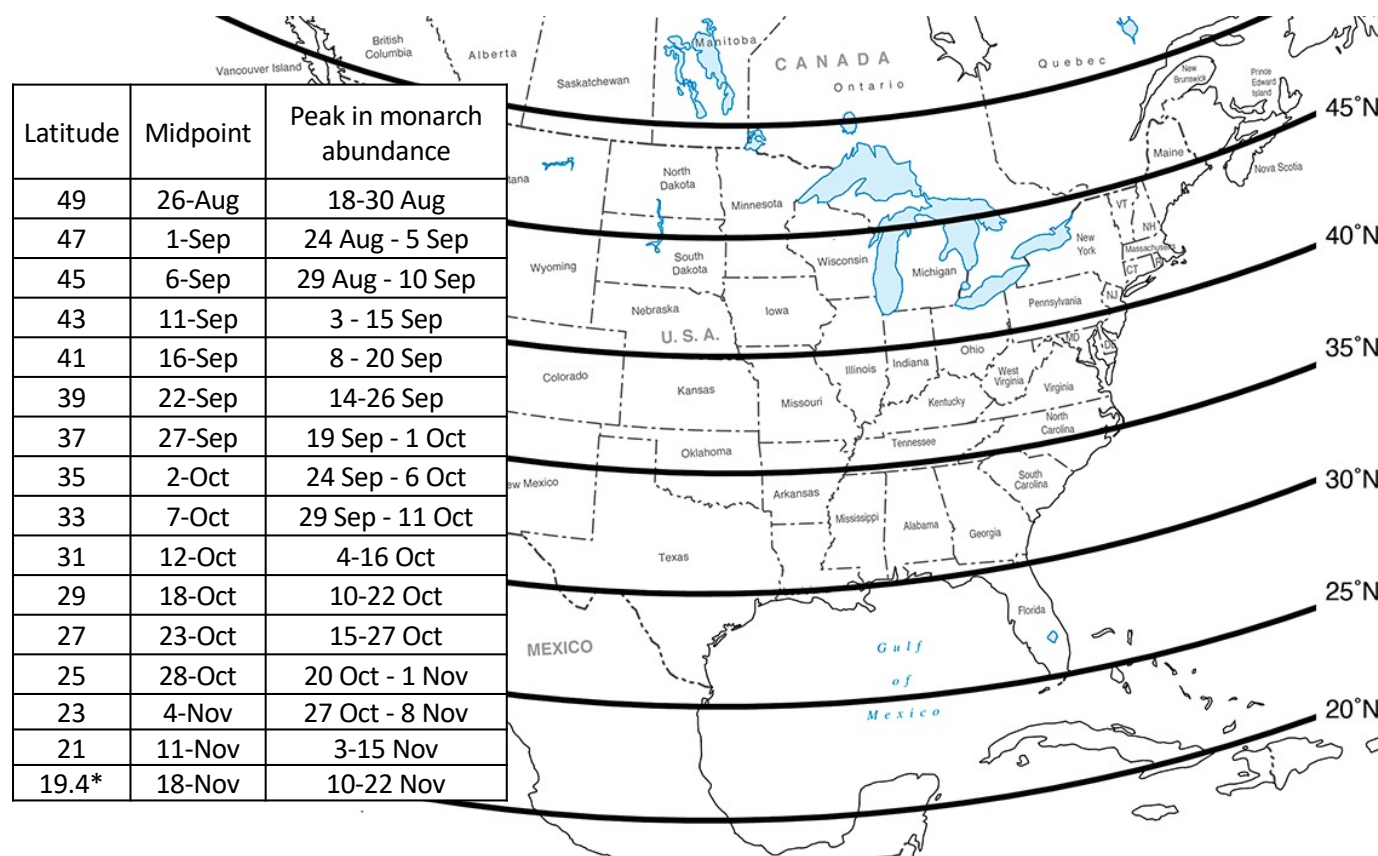 Latitude Midpoint Peak in monarch
abundance
49 26-Aug 18-30 Aug
47 1-Sep 24 Aug - 5 Sep
45 6-Sep 29 Aug - 10 Sep
43 11-Sep 3 - 15 Sep
41 16-Sep 8 - 20 Sep
39 22-Sep 14-26 Sep
37 27-Sep 19 Sep - 1 Oct
35 2-Oct 24 Sep - 6 Oct
33 7-Oct 29 Sep - 11 Oct
31 12-Oct 4-16 Oct
29 18-Oct 10-22 Oct
27 23-Oct 15-27 Oct
25 28-Oct 20 Oct - 1 Nov
23 4-Nov 27 Oct - 8 Nov
21 11-Nov 3-15 Nov
19.4* 18-Nov 10-22 Nov
British
Columbia
Vancouver Island
Alberta
Saskatchewan
Manitoba
CANADA
Ontario
Quebec
New
Brunswick
Prince
Edward
Island
Nova Scotia
Maine
45°N
tana
North
Dakota
Minnesota
VT
NH
Massachusetts
CT
R
New
York
40°N
Wyoming
South
Dakota
Wisconsin
Michigan
Nebraska
Iowa
Pennsylvania
NJ
U.S.A.
MD
DE
35°N
Colorado
Kansas
Missouri
Illinois
Indiana
Ohio
West
Virginia
Virginia
Kentucky
North
Carolina
Tennessee
Oklahoma
ew Mexico
Arkansas
South
Carolina
30°N
Mississippi
Alabama
Georgia
Texas
25°N
Florida
MEXICO
Gulf
of
Mexico
20°N